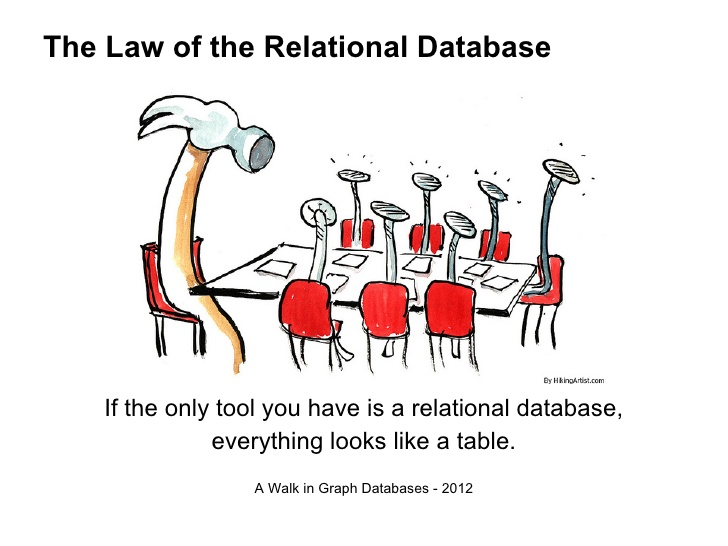 The Law of the Relational Database
By HikingArtist.com
If the only tool you have is a relational database,
everything looks like a table.
A Walk in Graph Databases - 2012